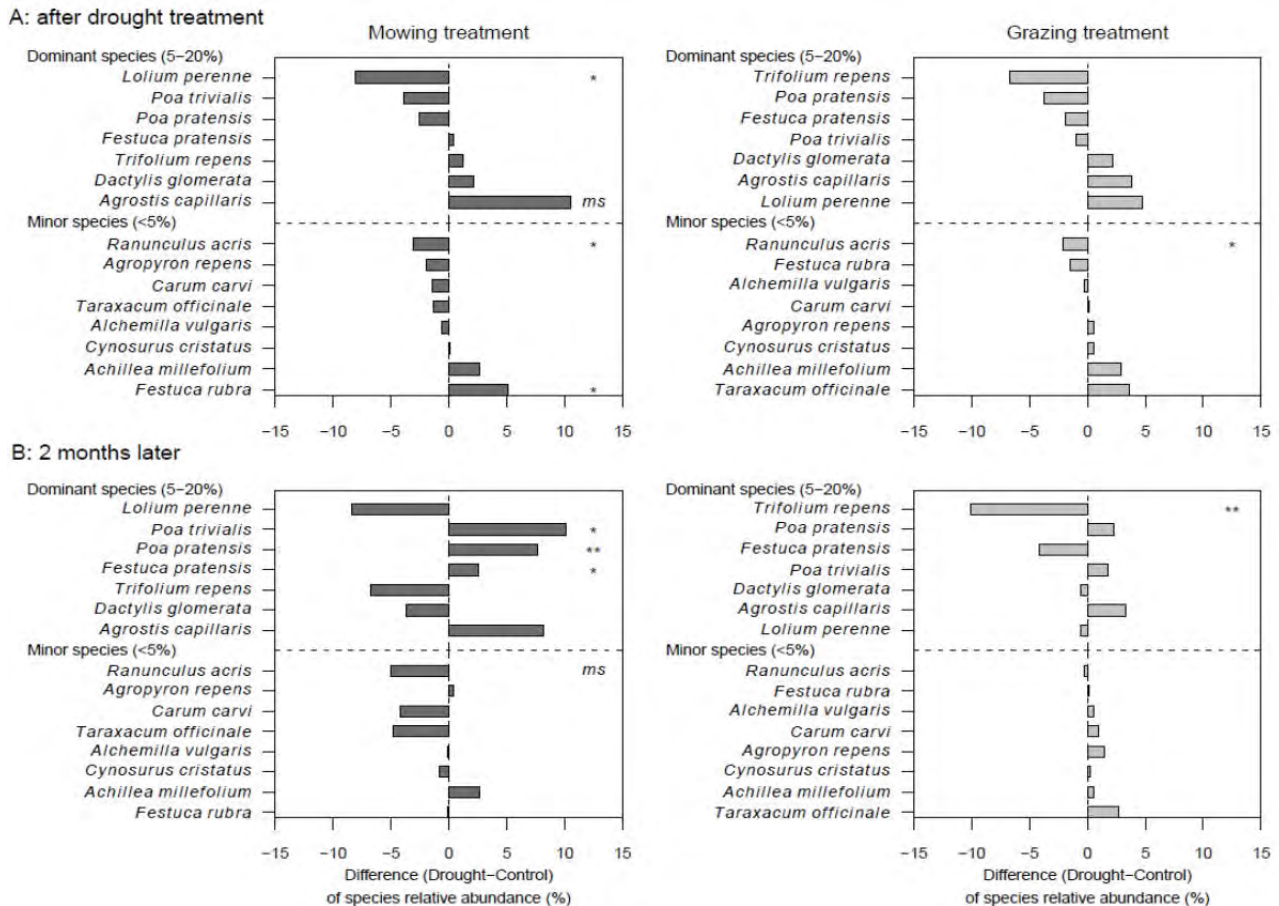 A: after drought treatment
Mowing treatment
Dominant species (5−20%)
Lolium perenne *
Poa trivialis
Poa pratensis
Festuca pratensis
Trifolium repens
Dactylis glomerata
Agrostis capillaris ms
Minor species (<5%)
Ranunculus acris *
Agropyron repens
Carum carvi
Taraxacum officinale
Alchemilla vulgaris
Cynosurus cristatus
Achillea millefolium
Festuca rubra *
−15 −10 −5 0 5 10 15
Grazing treatment
Dominant species (5−20%)
Trifolium repens
Poa pratensis
Festuca pratensis
Poa trivialis
Dactylis glomerata
Agrostis capillaris
Lolium perenne
Minor species (<5%)
Ranunculus acris *
Festuca rubra
Alchemilla vulgaris
Carum carvi
Agropyron repens
Cynosurus cristatus
Achillea millefolium
Taraxacum officinale
−15 −10 −5 0 5 10 15
B: 2 months later
Dominant species (5−20%)
Lolium perenne
Poa trivialis *
Poa pratensis **
Festuca pratensis *
Trifolium repens
Dactylis glomerata
Agrostis capillaris
Minor species (<5%)
Ranunculus acris ms
Agropyron repens
Carum carvi
Taraxacum officinale
Alchemilla vulgaris
Cynosurus cristatus
Achillea millefolium
Festuca rubra
−15 −10 −5 0 5 10 15
Difference (Drought−Control)
of species relative abundance (%)
Dominant species (5−20%)
Trifolium repens **
Poa pratensis
Festuca pratensis
Poa trivialis
Dactylis glomerata
Agrostis capillaris
Lolium perenne
Minor species (<5%)
Ranunculus acris
Festuca rubra
Alchemilla vulgaris
Carum carvi
Agropyron repens
Cynosurus cristatus
Achillea millefolium
Taraxacum officinale
−15 −10 −5 0 5 10 15
Difference (Drought−Control)
of species relative abundance (%)